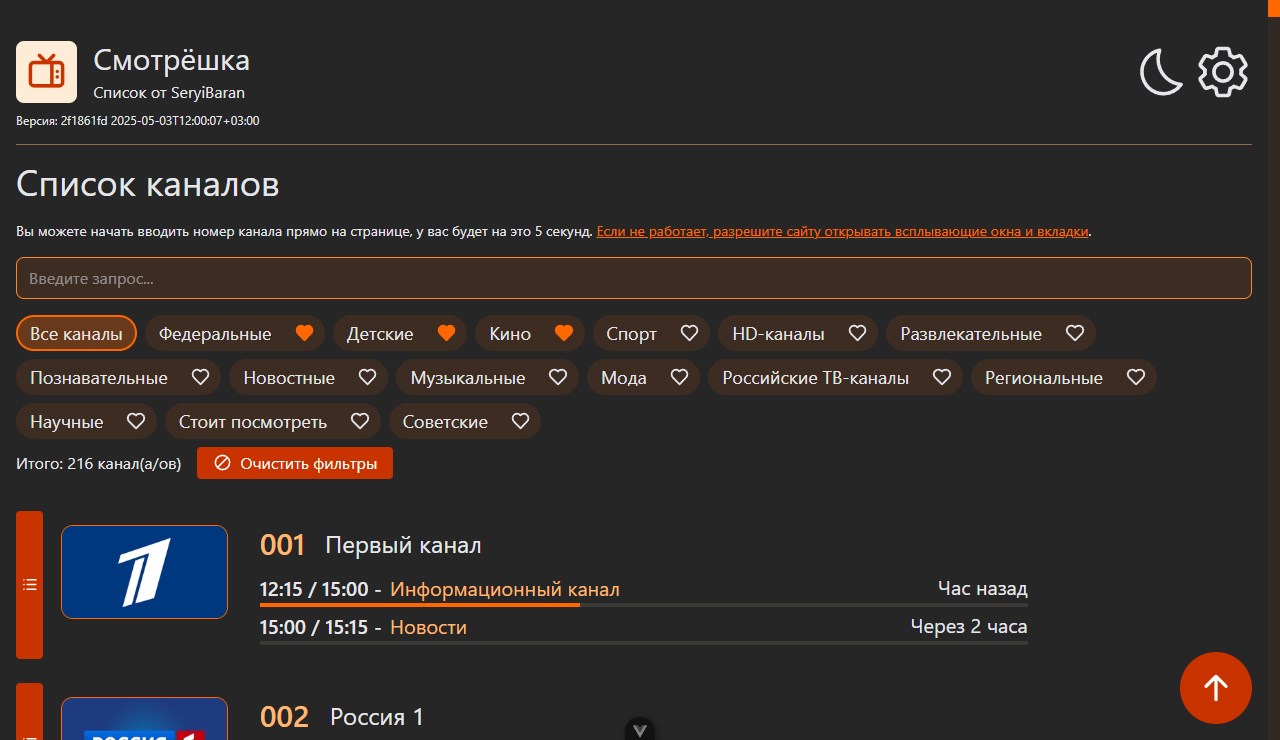 Смотрёшка
Список от SeryiBaran
Версия: 2f1861fd 2025-05-03T12:00:07+03:00
Список каналов
Вы можете начать вводить номер канала прямо на странице, у вас будет на это 5 секунд. Если не работает, разрешите сайту открывать всплывающие окна и вкладки.
Введите запрос...
Все каналы Федеральные Детские Кино Спорт HD-каналы Развлекательные
Познавательные Новостные Музыкальные Мода Российские ТВ-каналы Региональные
Научные Стоит посмотреть Советские
Итого: 216 канал(а/ов) Очистить фильтры
001 Первый канал
12:15 / 15:00 - Информационный канал Час назад
15:00 / 15:15 - Новости Через 2 часа
002 Россия 1
РОССИЯ 1